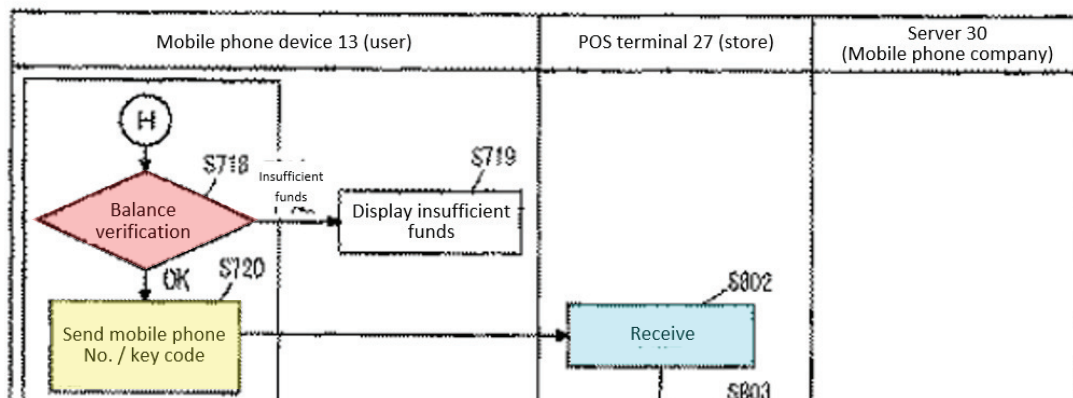 Mobile phone device 13 (user)
POS terminal 27 (store)
Server 30
(Mobile phone company)
H
S718
Balance
verification
Insufficient
funds
S719
Display insufficient
funds
OK
S720
Send mobile phone
No. / key code
S802
Receive
S803